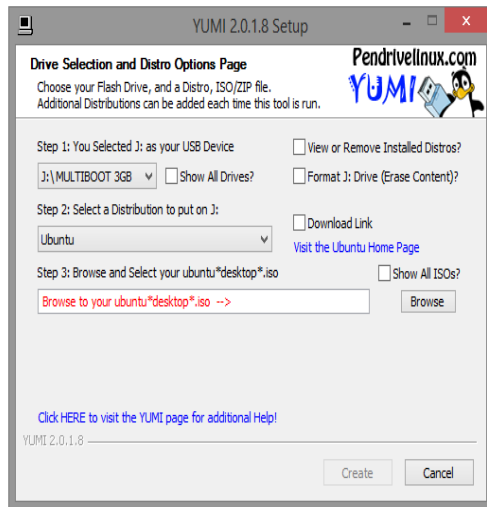 YUMI 2.0.1.8 Setup
Drive Selection and Distro Options Page
Choose your Flash Drive, and a Distro, ISO/ZIP file.
Additional Distributions can be added each time this tool is run.
Pendrivelinux.com
YUMI
Step 1: You Selected J: as your USB Device
View or Remove Installed Distros?
J:\MULTIBOOT 3GB
Show All Drives?
Format J: Drive (Erase Content)?
Step 2: Select a Distribution to put on J:
Download Link
Ubuntu
Visit the Ubuntu Home Page
Step 3: Browse and Select your ubuntu*desktop*.iso
Show All ISOs?
Browse to your ubuntu*desktop*.iso -->
Browse
Click HERE to visit the YUMI page for additional Help!
YUMI 2.0.1.8
Create
Cancel